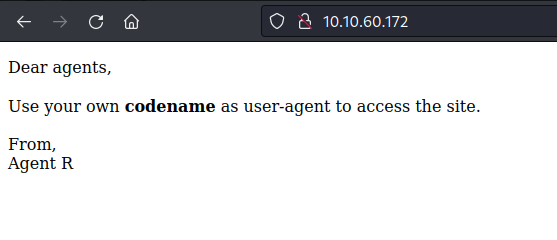 10.10.60.172
Dear agents,
Use your own codename as user-agent to access the site.
From,
Agent R